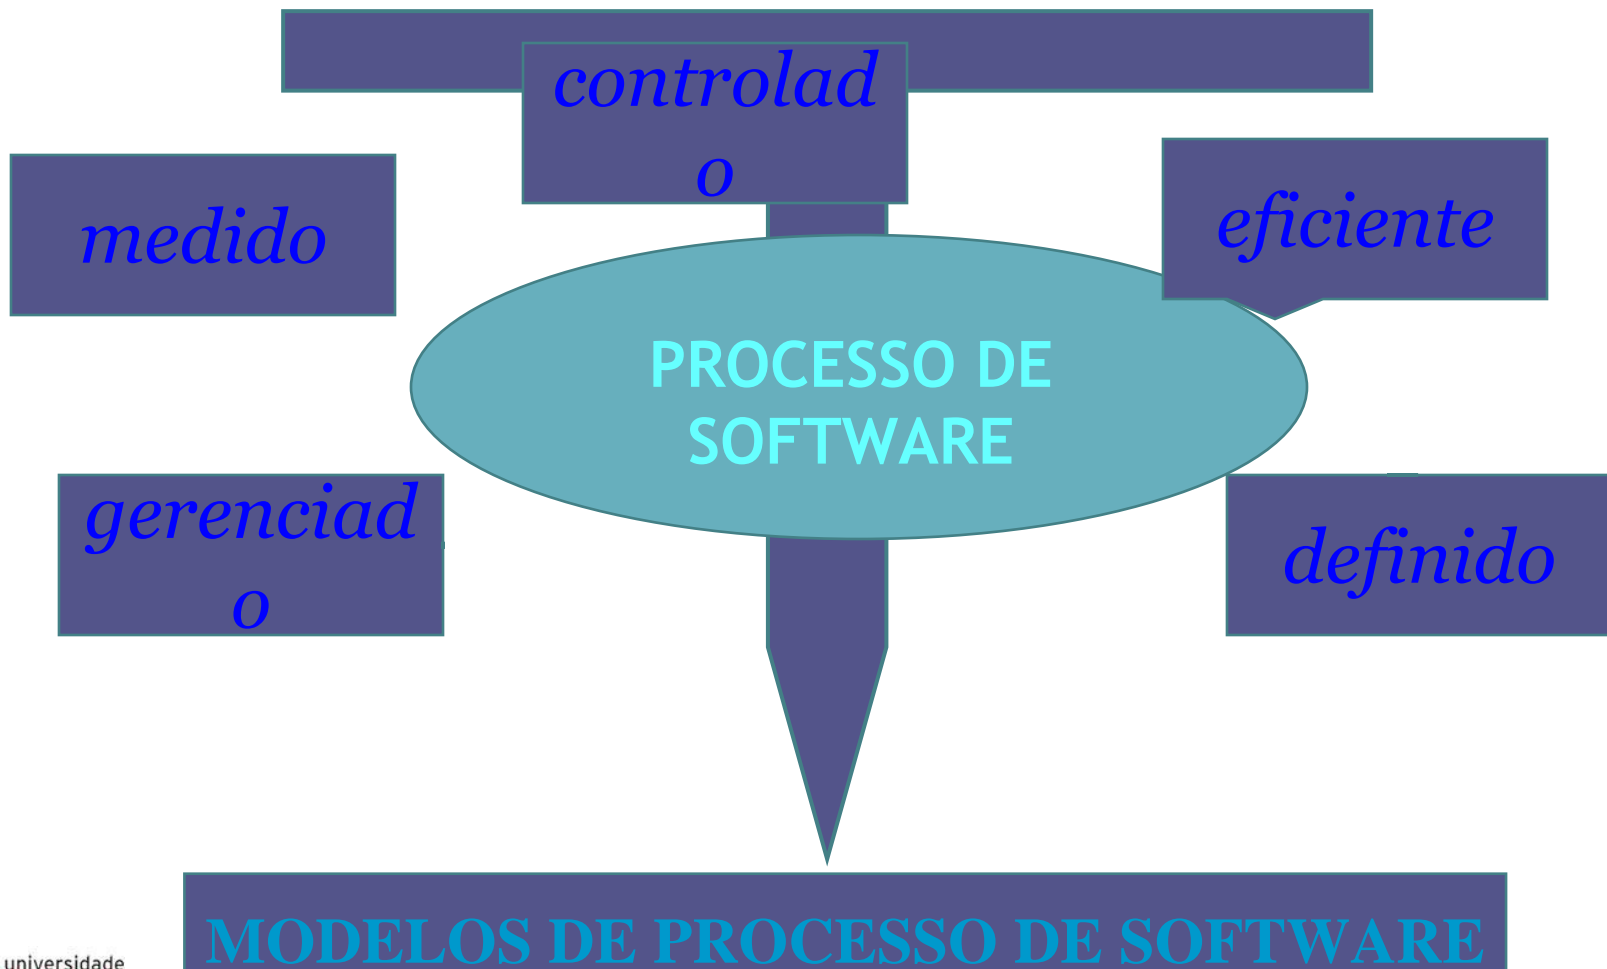 controlad
o
medido
eficiente
PROCESSO DE
SOFTWARE
gerenciad
o
definido
MODELOS DE PROCESSO DE SOFTWARE
universidade